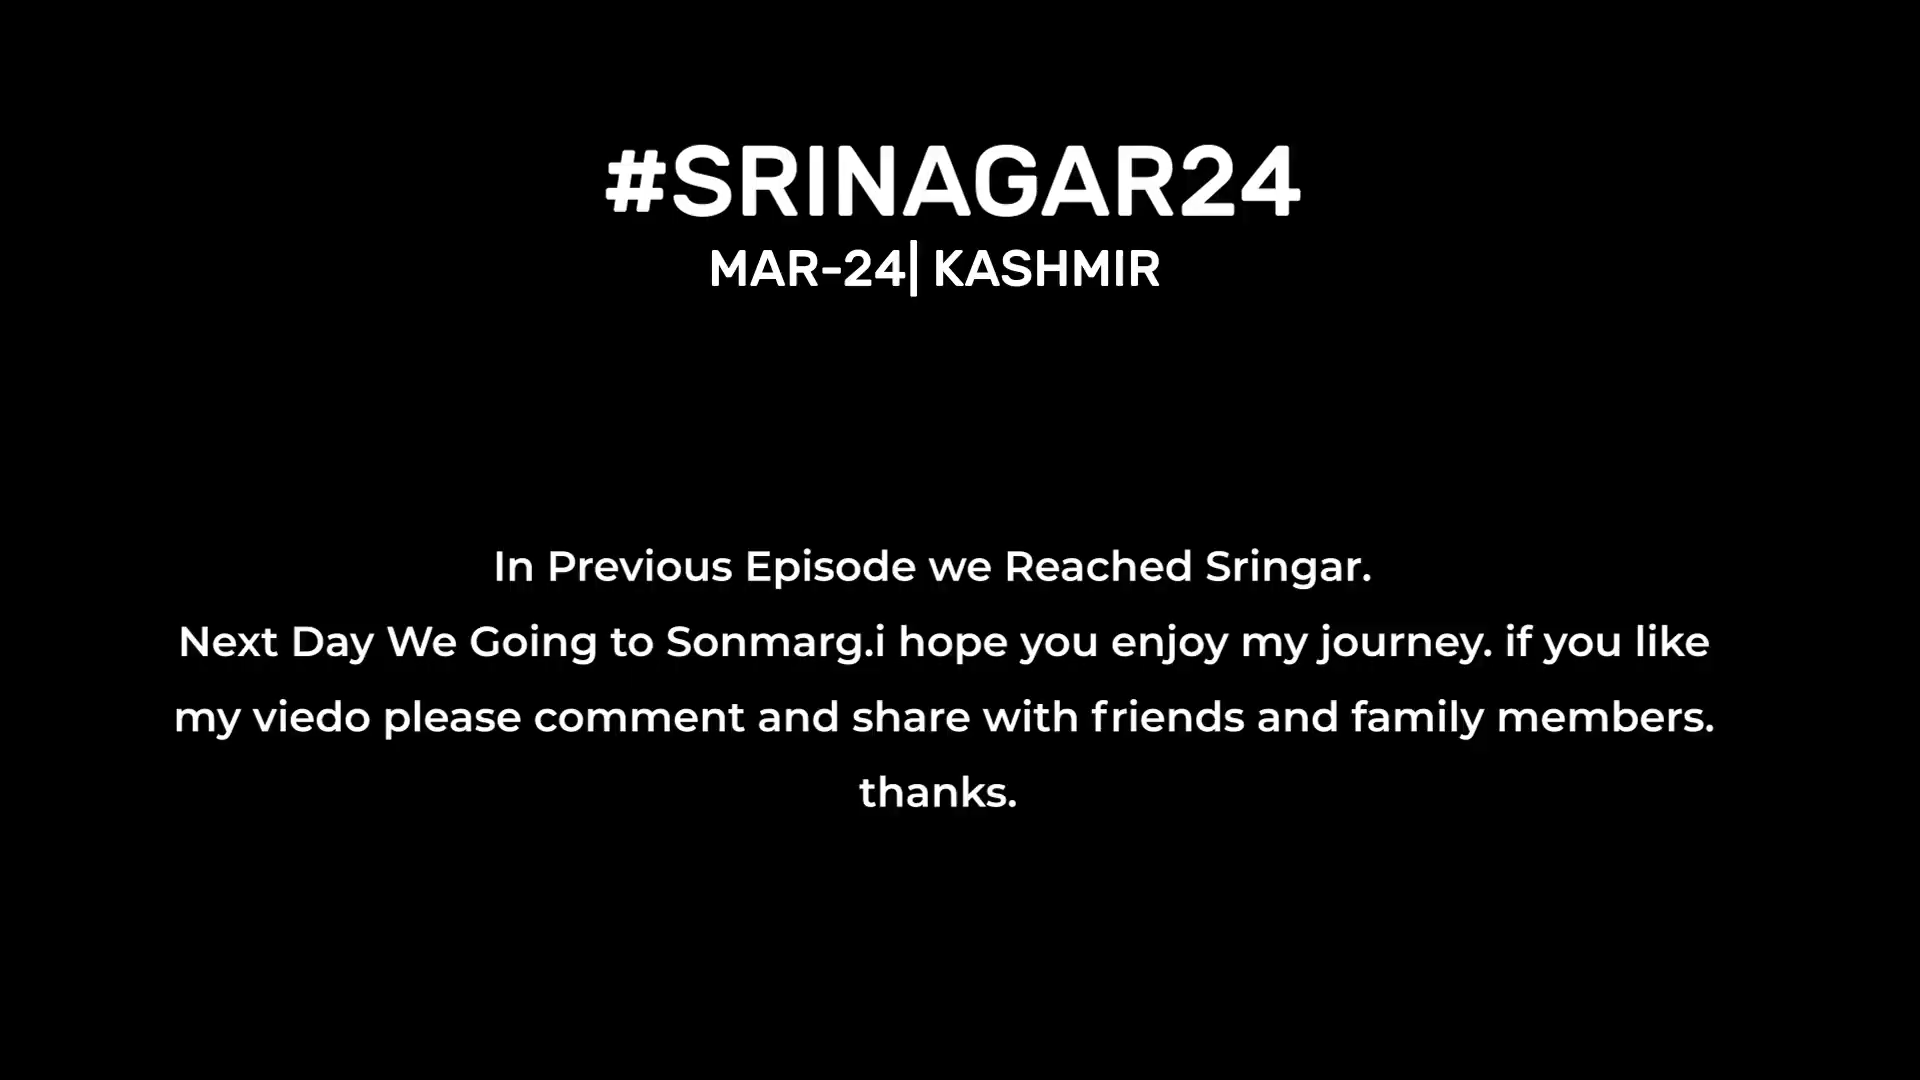 #SRINAGAR24
MAR-24| KASHMIR
In Previous Episode we Reached Sringar.
Next Day We Going to Sonmarg.i hope you enjoy my journey. if you like
my viedo please comment and share with friends and family members.
thanks.